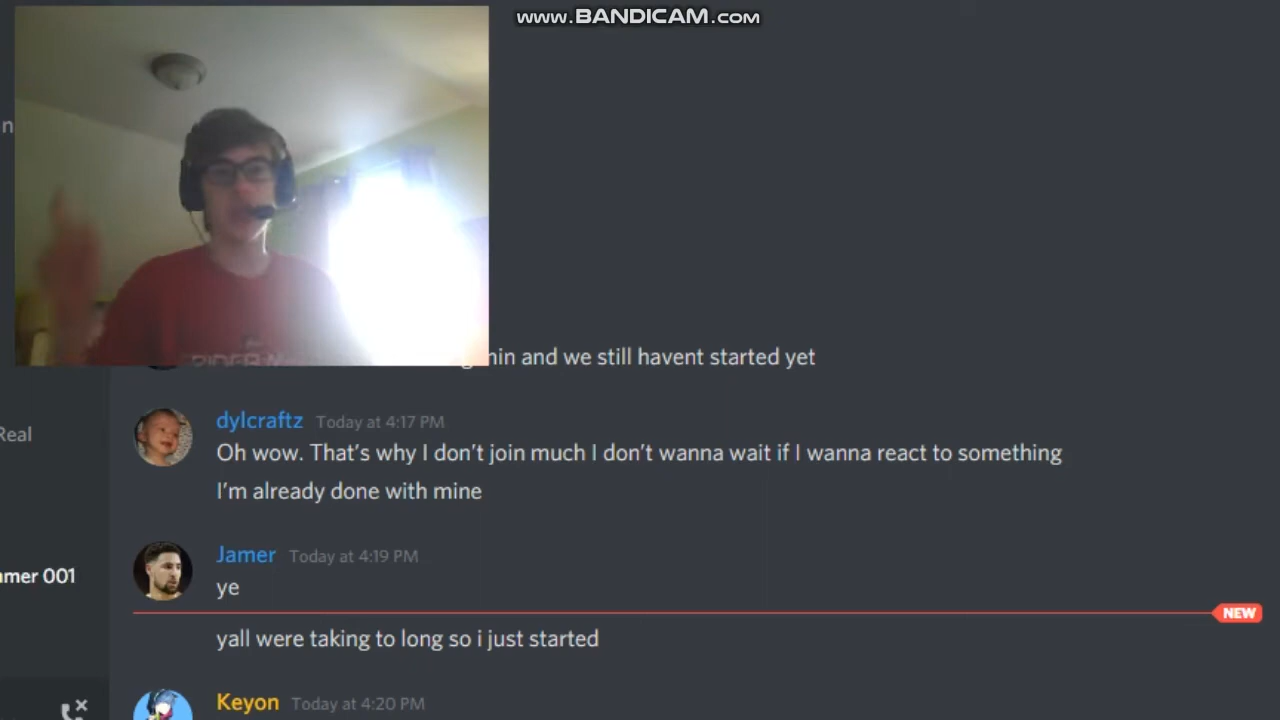 www.BANDICAM.com
n
SPIDER-M
min and we still havent started yet
dylcraftz Today at 4:17 PM
Oh wow. That's why I don't join much I don't wanna wait if I wanna react to something
Real
I'm already done with mine
Jamer Today at 4:19 PM
mer 001
ye
NEW
yall were taking to long so i just started
Keyon Today at 4:20 PM